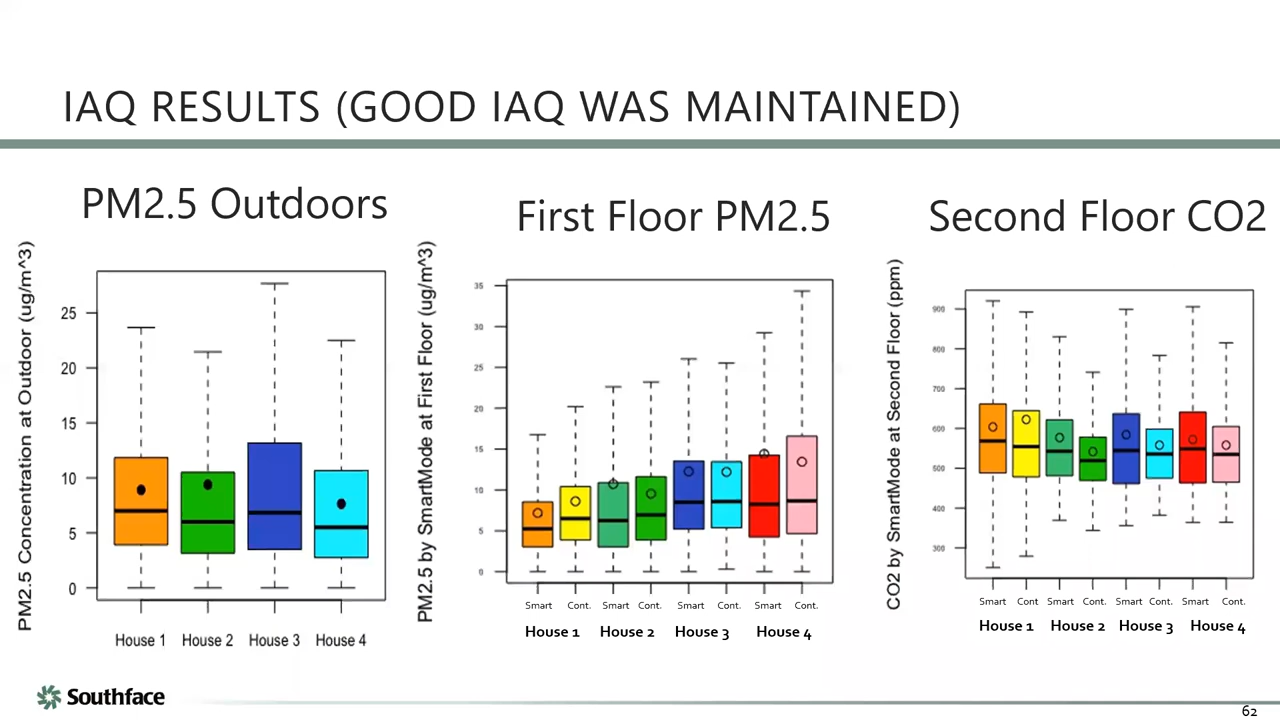 IAQ RESULTS (GOOD IAQ WAS MAINTAINED)
PM2.5 Outdoors
PM2.5 Concentration at Outdoor (ug/m^3)
25
20
15
10
5
0
House 1 House 2 House 3 House 4
First Floor PM2.5
PM2.5 by SmartMode at First Floor (ug/m^3)
35
30
25
20
15
10
5
0
Smart Cont. Smart Cont. Smart Cont. Smart Cont.
House 1 House 2 House 3 House 4
Second Floor CO2
CO2 by SmartMode at Second Floor (ppm)
900
800
700
600
500
400
300
Smart Cont Smart Cont. Smart Cont. Smart Cont.
House 1 House 2 House 3 House 4
Southface
62